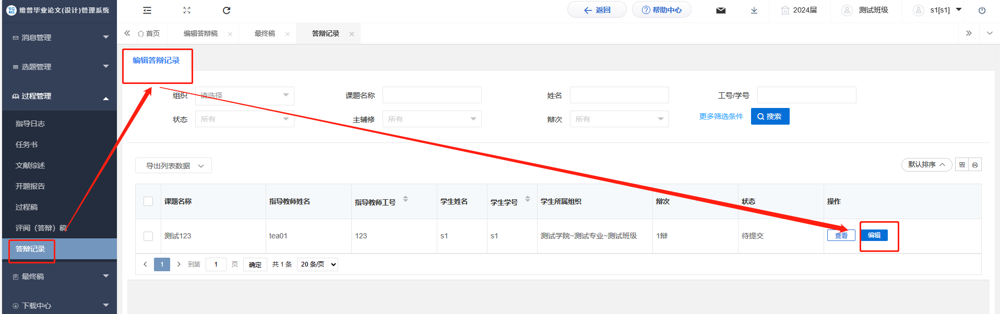 VG
MS
维普毕业论文(设计)管理系统
返回
帮助中心
2024届
测试班级
s1[s1]
首页
编辑答辩稿
最终稿
答辩记录
消息管理
选题管理
过程管理
指导日志
任务书
文献综述
开题报告
过程稿
评阅（答辩）稿
答辩记录
最终稿
下载中心
编辑答辩记录
组织
请选择
课题名称
姓名
工号/学号
状态
所有
主辅修
所有
辩次
所有
更多筛选条件
搜索
导出列表数据
默认排序
课题名称
指导教师姓名
指导教师工号
学生姓名
学生学号
学生所属组织
辩次
状态
操作
测试123
tea01
123
s1
s1
测试学院~测试专业~测试班级
1辩
待提交
查看
编辑
1
到第
1
页
确定
共 1 条
20 条/页